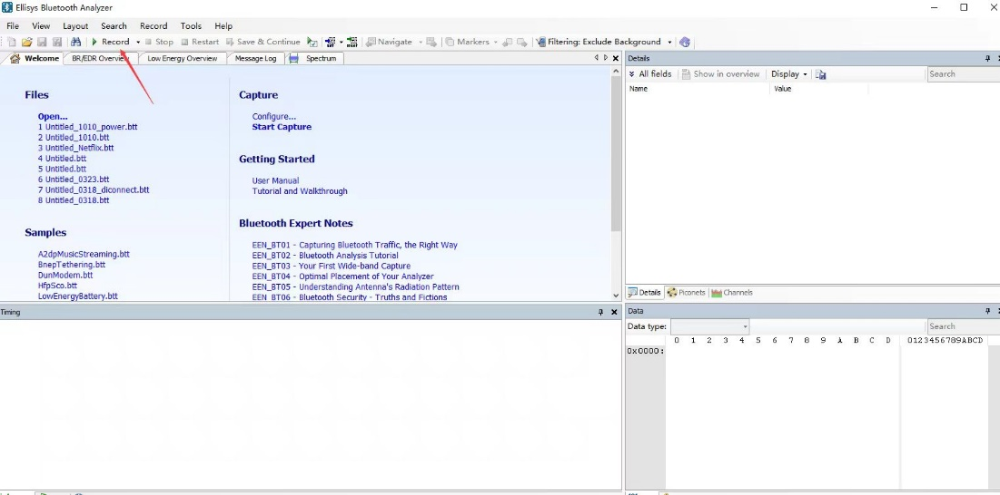 Ellisys Bluetooth Analyzer
File View Layout Search Record Tools Help
Record Stop Restart Save & Continue Navigate Markers Filtering: Exclude Background
Welcome BR/EDR Overview Low Energy Overview Message Log Spectrum
Files
Open...
1 Untitled_1010_power.btt
2 Untitled_1010.btt
3 Untitled_Netflix.btt
4 Untitled.btt
5 Untitled.btt
6 Untitled_0323.btt
7 Untitled_0318_diconnect.btt
8 Untitled_0318.btt
Samples
A2dpMusicStreaming.btt
BnepTethering.btt
DunModem.btt
HfpSco.btt
LowEnergyBattery.btt
Capture
Configure...
Start Capture
Getting Started
User Manual
Tutorial and Walkthrough
Bluetooth Expert Notes
EEN_BT01 - Capturing Bluetooth Traffic, the Right Way
EEN_BT02 - Bluetooth Analysis Tutorial
EEN_BT03 - Your First Wide-band Capture
EEN_BT04 - Optimal Placement of Your Analyzer
EEN_BT05 - Understanding Antenna's Radiation Pattern
EEN_BT06 - Bluetooth Security - Truths and Fictions
Details
All fields Show in overview Display Search
Name Value
Details Piconets Channels
Timing
Data
Data type: Search
0 1 2 3 4 5 6 7 8 9 A B C D 0123456789ABCD
0x0000: